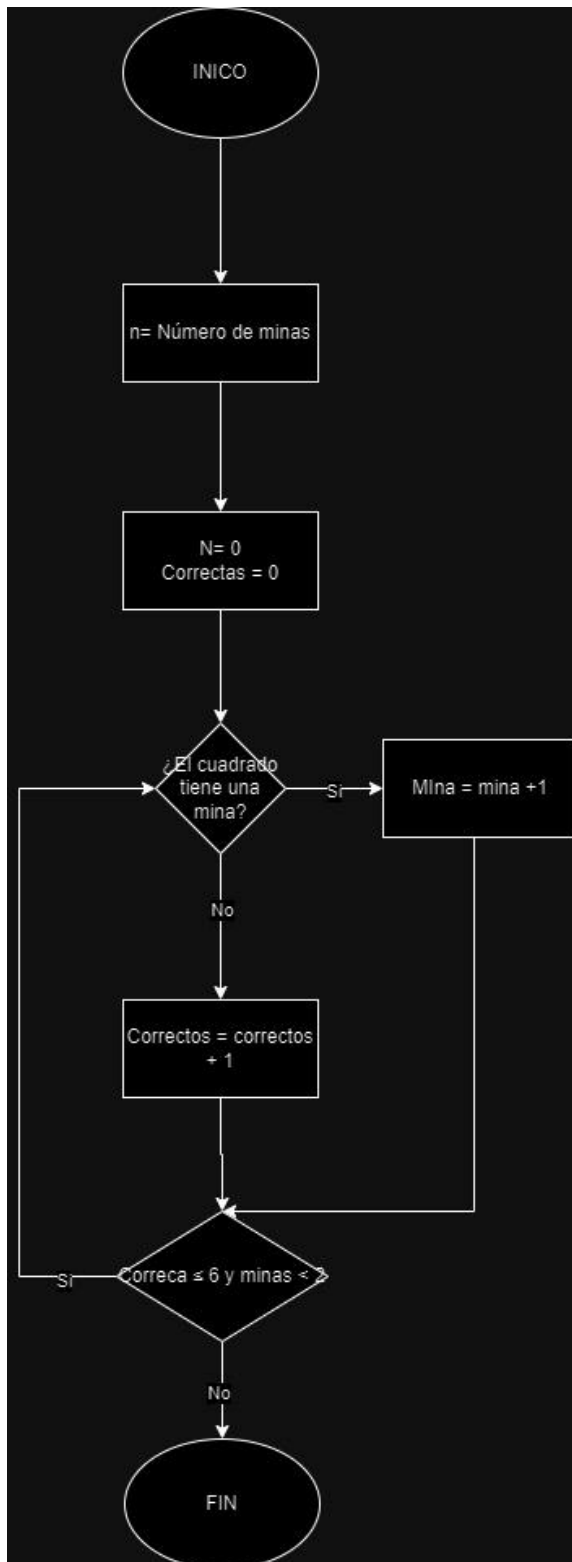 INICO
n= Número de minas
N= 0
Correctas = 0
¿El cuadrado
tiene una
mina?
Si
MIna = mina +1
No
Correctos = correctos
+ 1
Correca ≤ 6 y minas < 2
Si
No
FIN